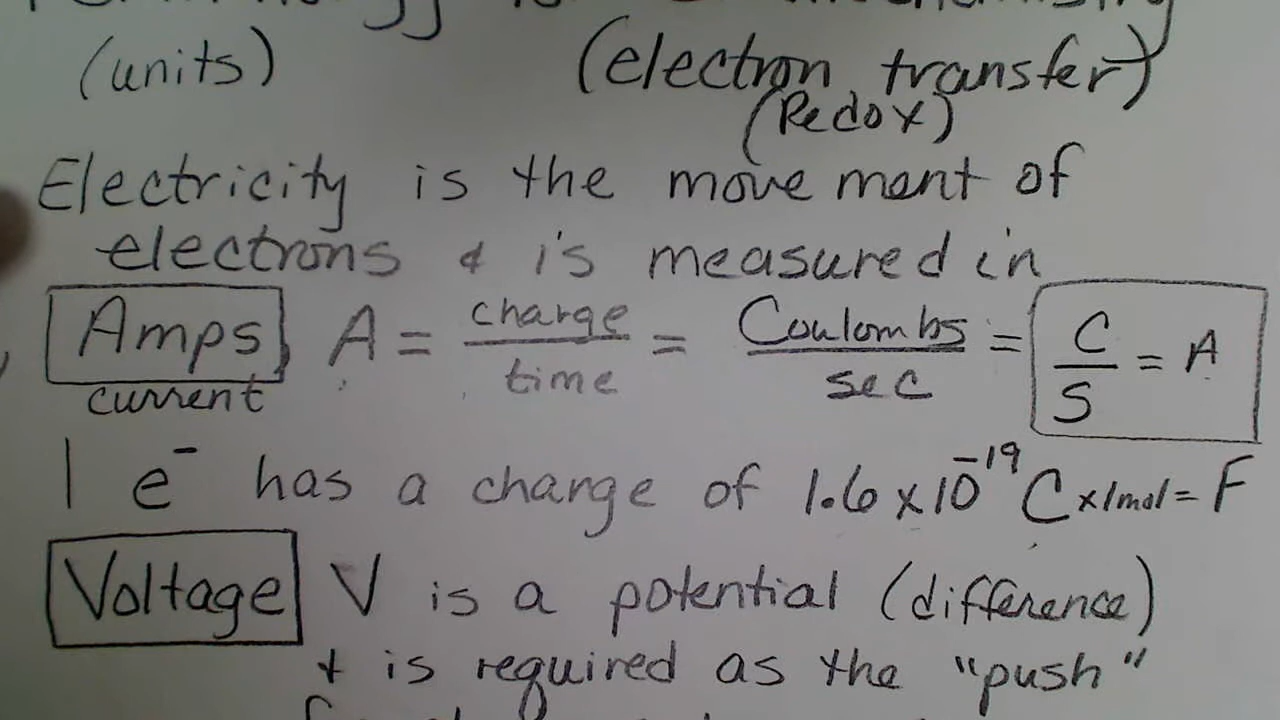 (units) (electron transfer)
(Redox)
Electricity is the movement of
electrons & is measured in
Amps A = charge/time = Coulombs/sec = C/S = A
current
1 e⁻ has a charge of 1.6 x 10⁻¹⁹ C x 1mol = F
Voltage V is a potential (difference)
+ is required as the "push"